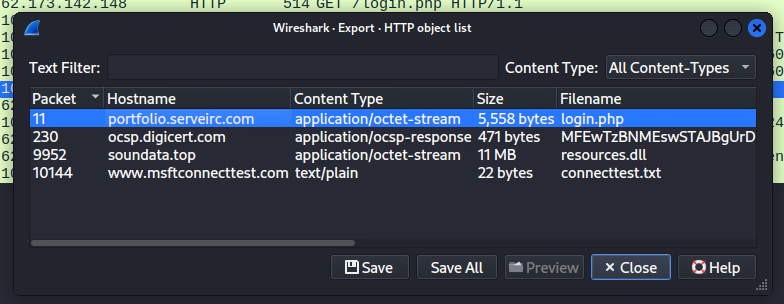 62.173.142.148 HTTP 514 GET /login.php HTTP/1.1
Wireshark · Export · HTTP object list
Text Filter: Content Type: All Content-Types
Packet Hostname Content Type Size Filename
11 portfolio.serveirc.com application/octet-stream 5,558 bytes login.php
230 ocsp.digicert.com application/ocsp-response 471 bytes MFEwTzBNMEswSTAJBgUrD
9952 soundata.top application/octet-stream 11 MB resources.dll
10144 www.msftconnecttest.com text/plain 22 bytes connecttest.txt
Save Save All Preview Close Help